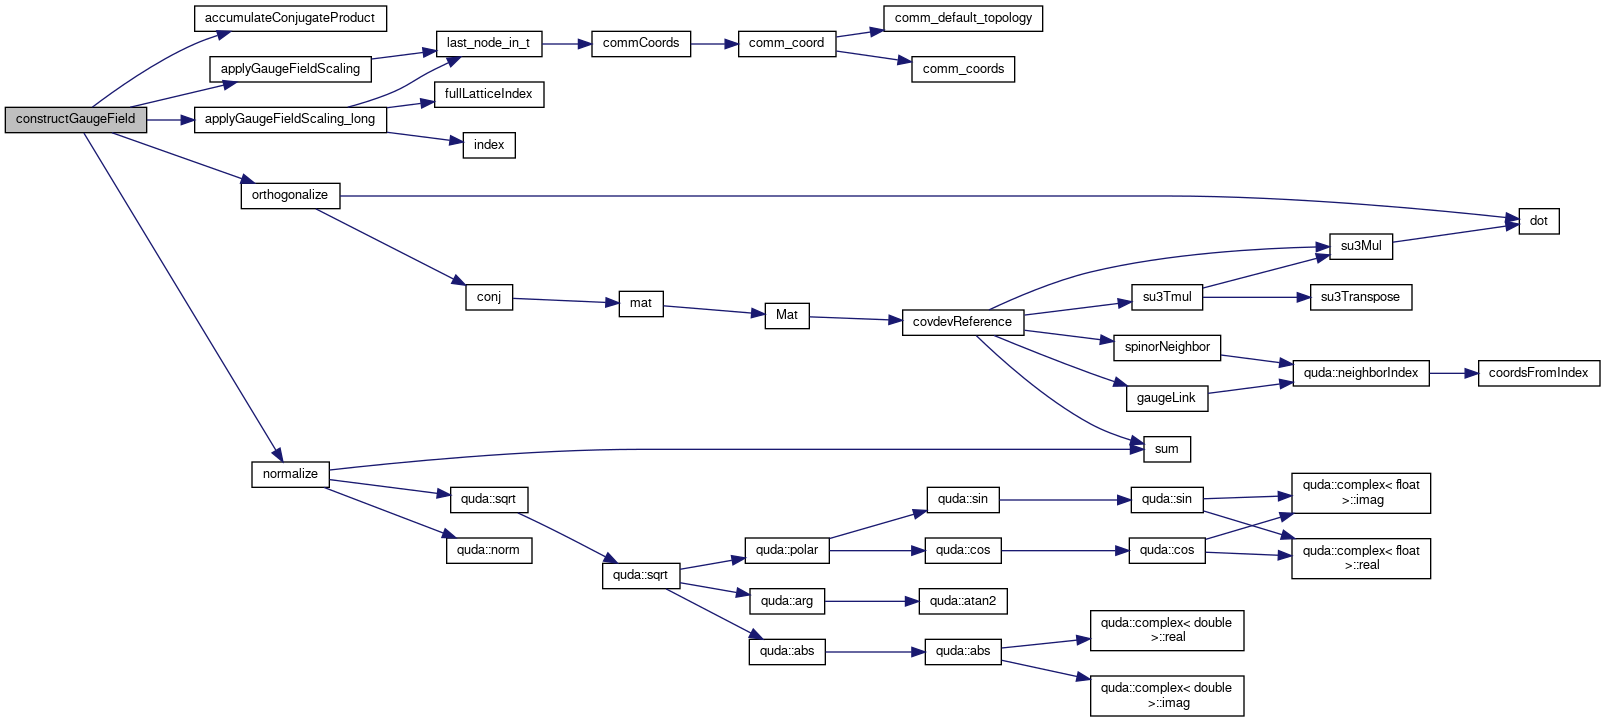 constructGaugeField
accumulateConjugateProduct
applyGaugeFieldScaling
applyGaugeFieldScaling_long
last_node_in_t
commCoords
comm_coord
comm_default_topology
comm_coords
fullLatticeIndex
index
orthogonalize
dot
conj
mat
Mat
covdevReference
su3Mul
su3Tmul
su3Transpose
spinorNeighbor
gaugeLink
quda::neighborIndex
coordsFromIndex
sum
normalize
quda::sqrt
quda::norm
quda::sqrt
quda::polar
quda::arg
quda::abs
quda::sin
quda::cos
quda::atan2
quda::abs
quda::sin
quda::cos
quda::complex< float
>::imag
quda::complex< float
>::real
quda::complex< double
>::real
quda::complex< double
>::imag